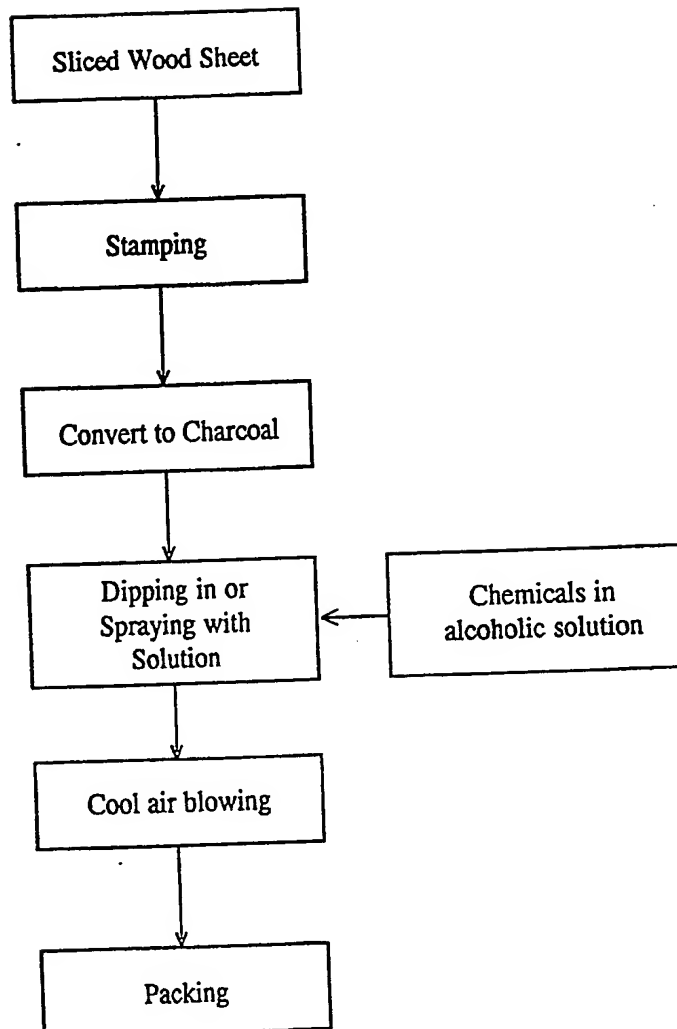 Sliced Wood Sheet
Stamping
Convert to Charcoal
Dipping in or
Spraying with
Solution
Chemicals in
alcoholic solution
Cool air blowing
Packing